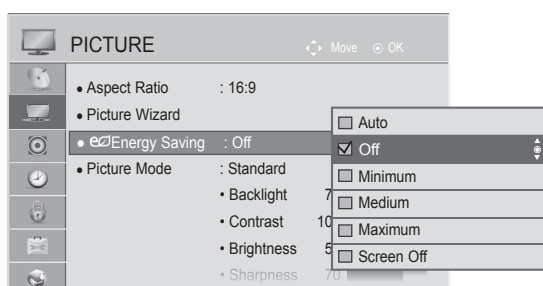 PICTURE
Move OK
• Aspect Ratio : 16:9
• Picture Wizard
• Energy Saving : Off
• Picture Mode : Standard
• Backlight 7
• Contrast 10
• Brightness 5
• Sharpness 70
Auto
Off
Minimum
Medium
Maximum
Screen Off